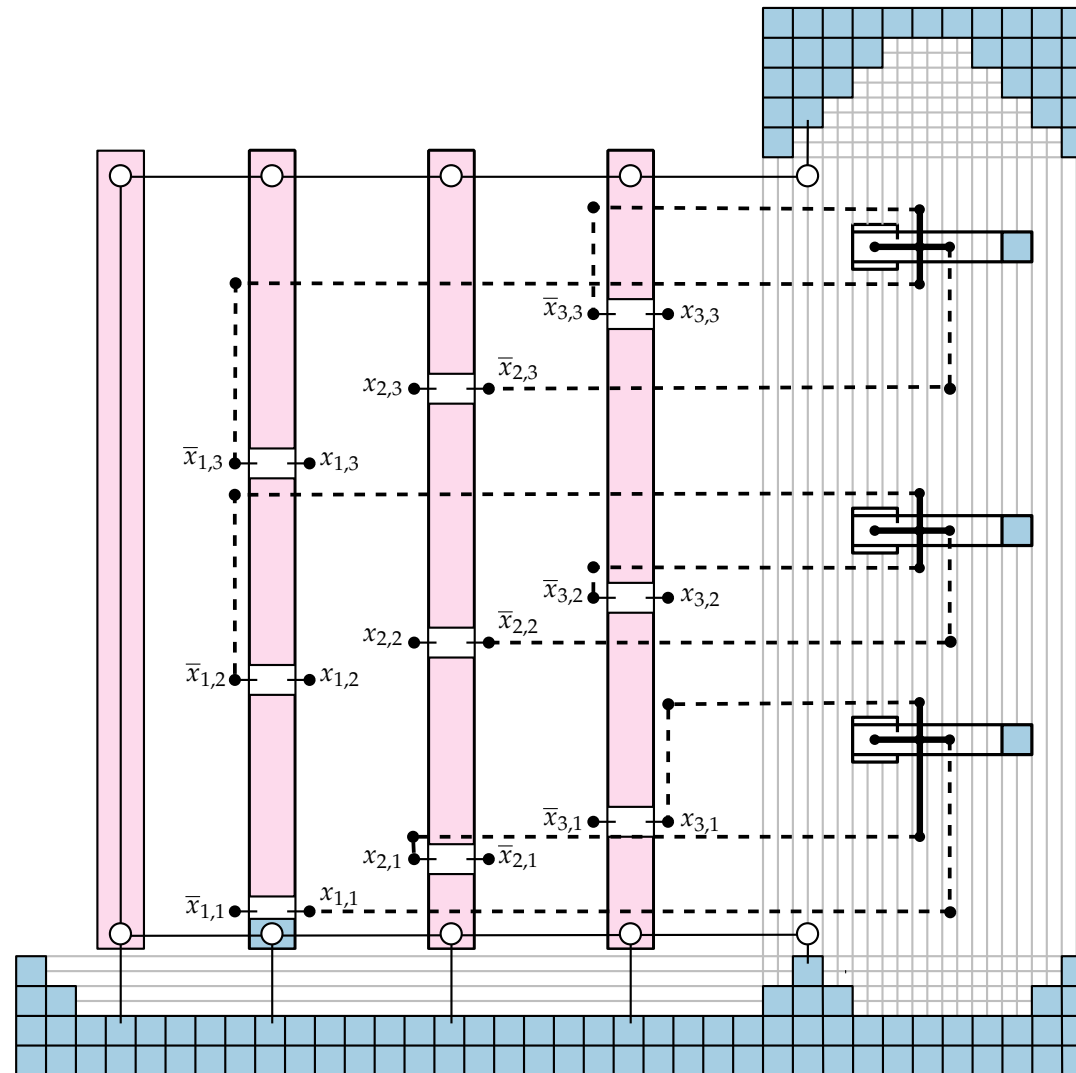 x̅3,3 x3,3
x2,3 x̅2,3
x̅1,3 x1,3
x̅3,2 x3,2
x2,2 x̅2,2
x̅1,2 x1,2
x̅3,1 x3,1
x2,1 x̅2,1
x̅1,1 x1,1